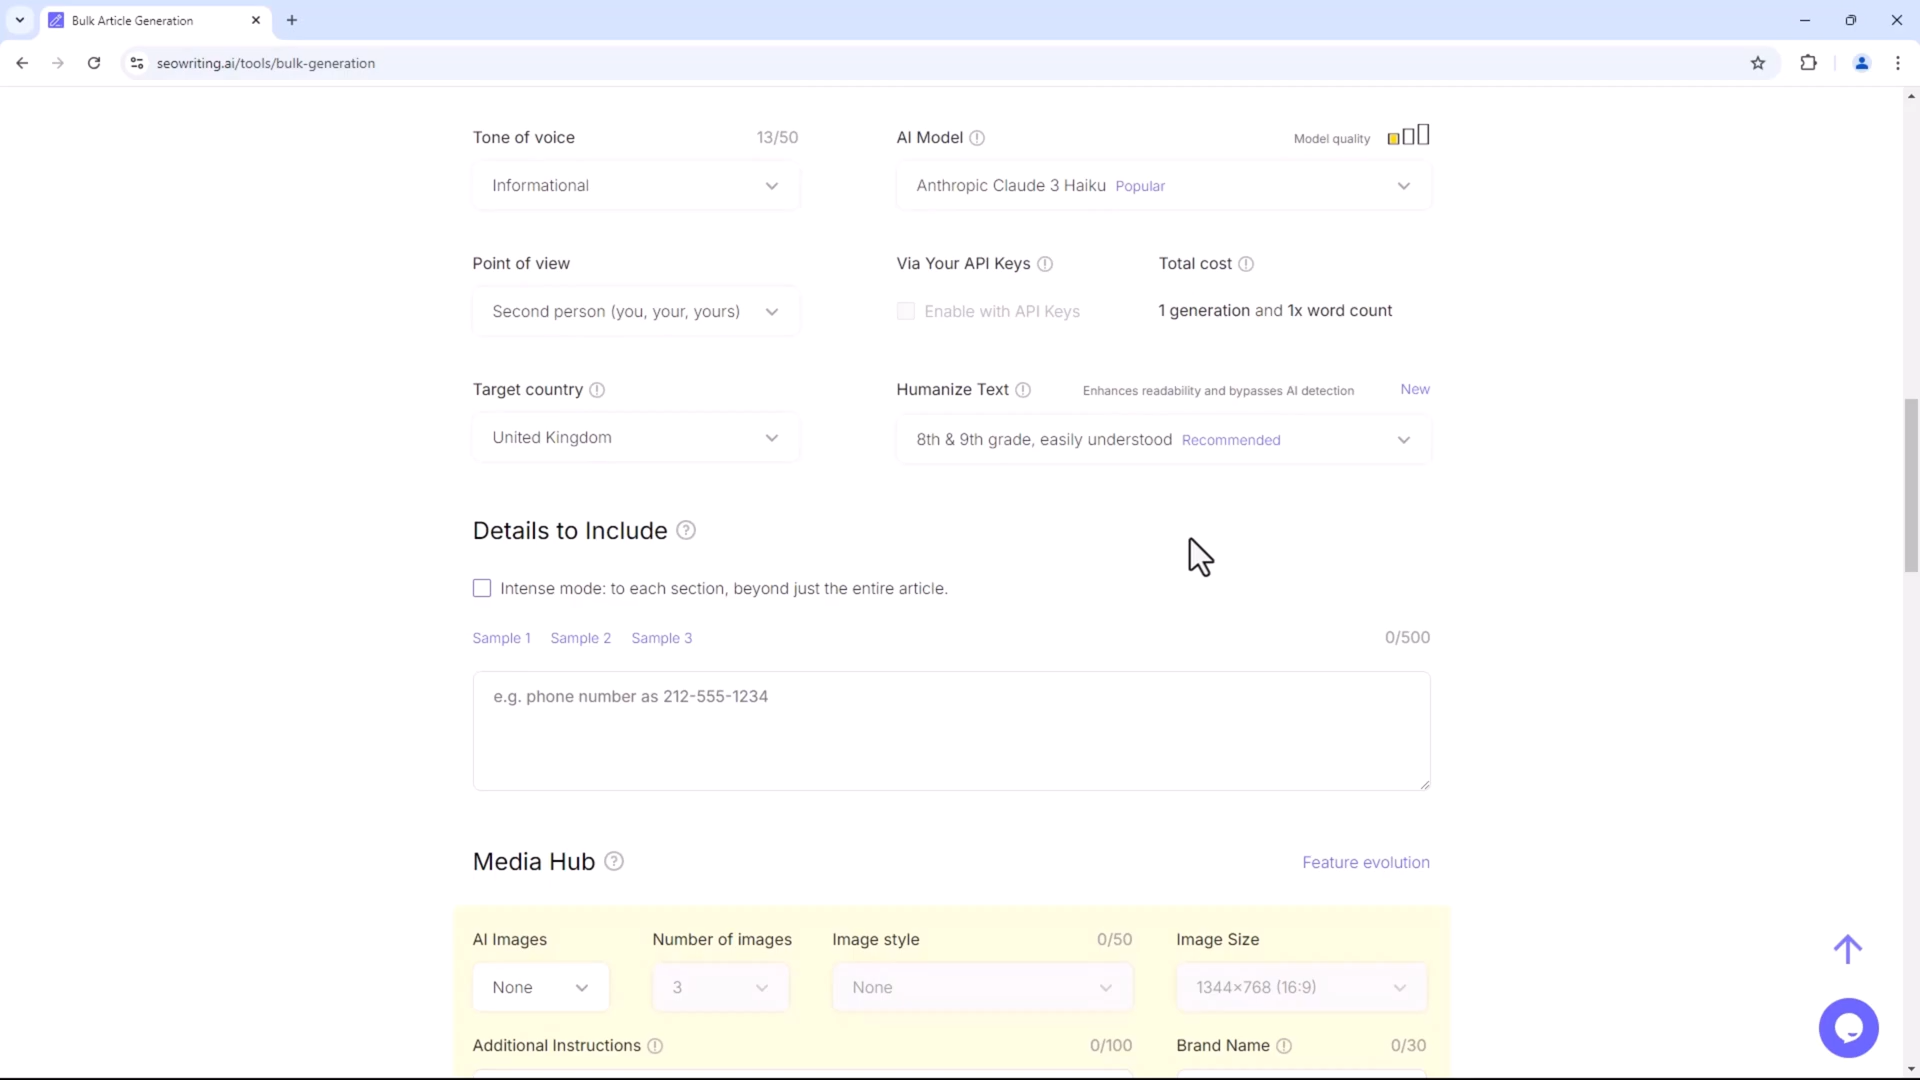 Bulk Article Generation
seowriting.ai/tools/bulk-generation
Tone of voice 13/50
AI Model Model quality
Informational
Anthropic Claude 3 Haiku Popular
Point of view
Via Your API Keys Total cost
Second person (you, your, yours)
Enable with API Keys 1 generation and 1x word count
Target country
Humanize Text Enhances readability and bypasses AI detection New
United Kingdom
8th & 9th grade, easily understood Recommended
Details to Include
Intense mode: to each section, beyond just the entire article.
Sample 1 Sample 2 Sample 3 0/500
e.g. phone number as 212-555-1234
Media Hub Feature evolution
AI Images Number of images Image style 0/50 Image Size
None 3 None 1344×768 (16:9)
Additional Instructions 0/100 Brand Name 0/30